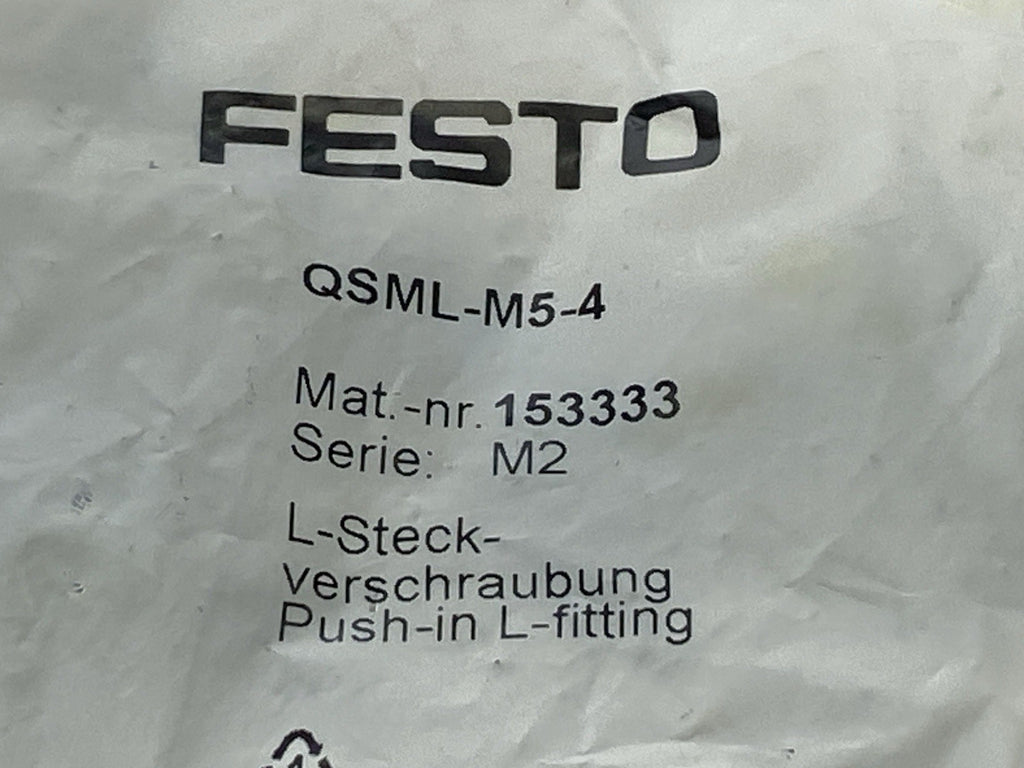 FESTO
QSML-M5-4
Mat.-nr. 153333
Serie: M2
L-Steck-
verschraubung
Push-in L-fitting